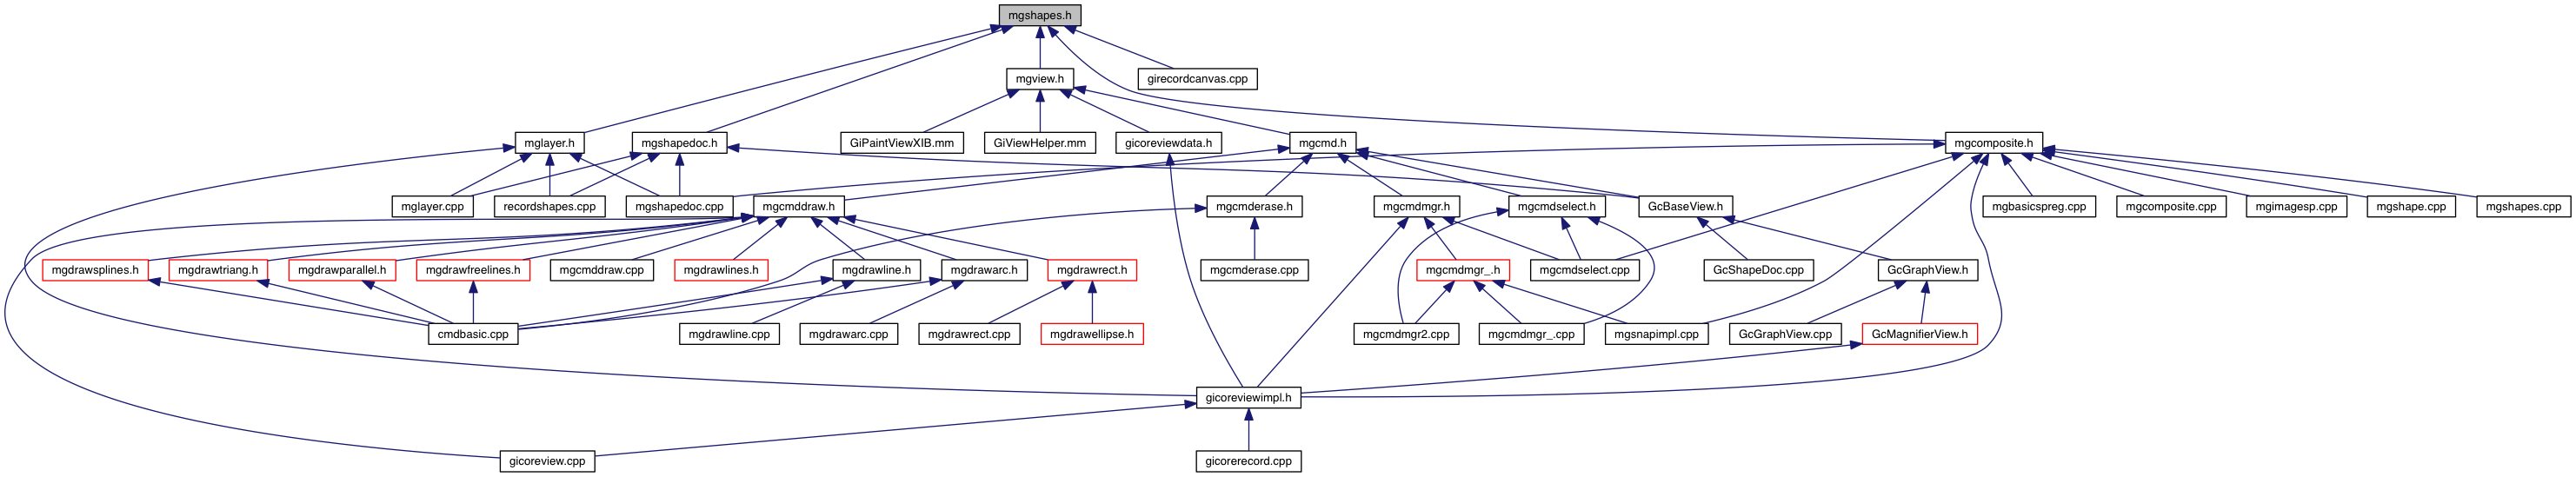 mgshapes.h
mgview.h
girecordcanvas.cpp
mglayer.h
mgshapedoc.h
GiPaintViewXIB.mm
GiViewHelper.mm
gicoreviewdata.h
mgcmd.h
mgcomposite.h
mglayer.cpp
recordshapes.cpp
mgshapedoc.cpp
mgcmddraw.h
mgcmderase.h
mgcmdmgr.h
mgcmdselect.h
GcBaseView.h
mgbasicspreg.cpp
mgcomposite.cpp
mgimagesp.cpp
mgshape.cpp
mgshapes.cpp
mgdrawsplines.h
mgdrawtriang.h
mgdrawparallel.h
mgdrawfreelines.h
mgcmddraw.cpp
mgdrawlines.h
mgdrawline.h
mgdrawarc.h
mgdrawrect.h
mgcmderase.cpp
mgcmdmgr_.h
mgcmdselect.cpp
GcShapeDoc.cpp
GcGraphView.h
cmdbasic.cpp
mgdrawline.cpp
mgdrawarc.cpp
mgdrawrect.cpp
mgdrawellipse.h
mgcmdmgr2.cpp
mgcmdmgr_.cpp
mgsnapimpl.cpp
GcGraphView.cpp
GcMagnifierView.h
gicoreviewimpl.h
gicoreview.cpp
gicorerecord.cpp